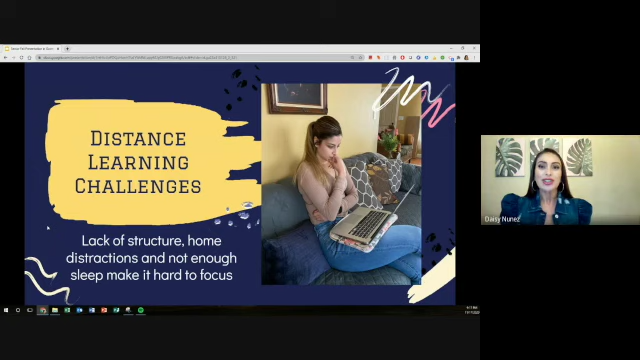 DISTANCE
LEARNING
CHALLENGES
Lack of structure, home
distractions and not enough
sleep make it hard to focus
Daisy Nunez